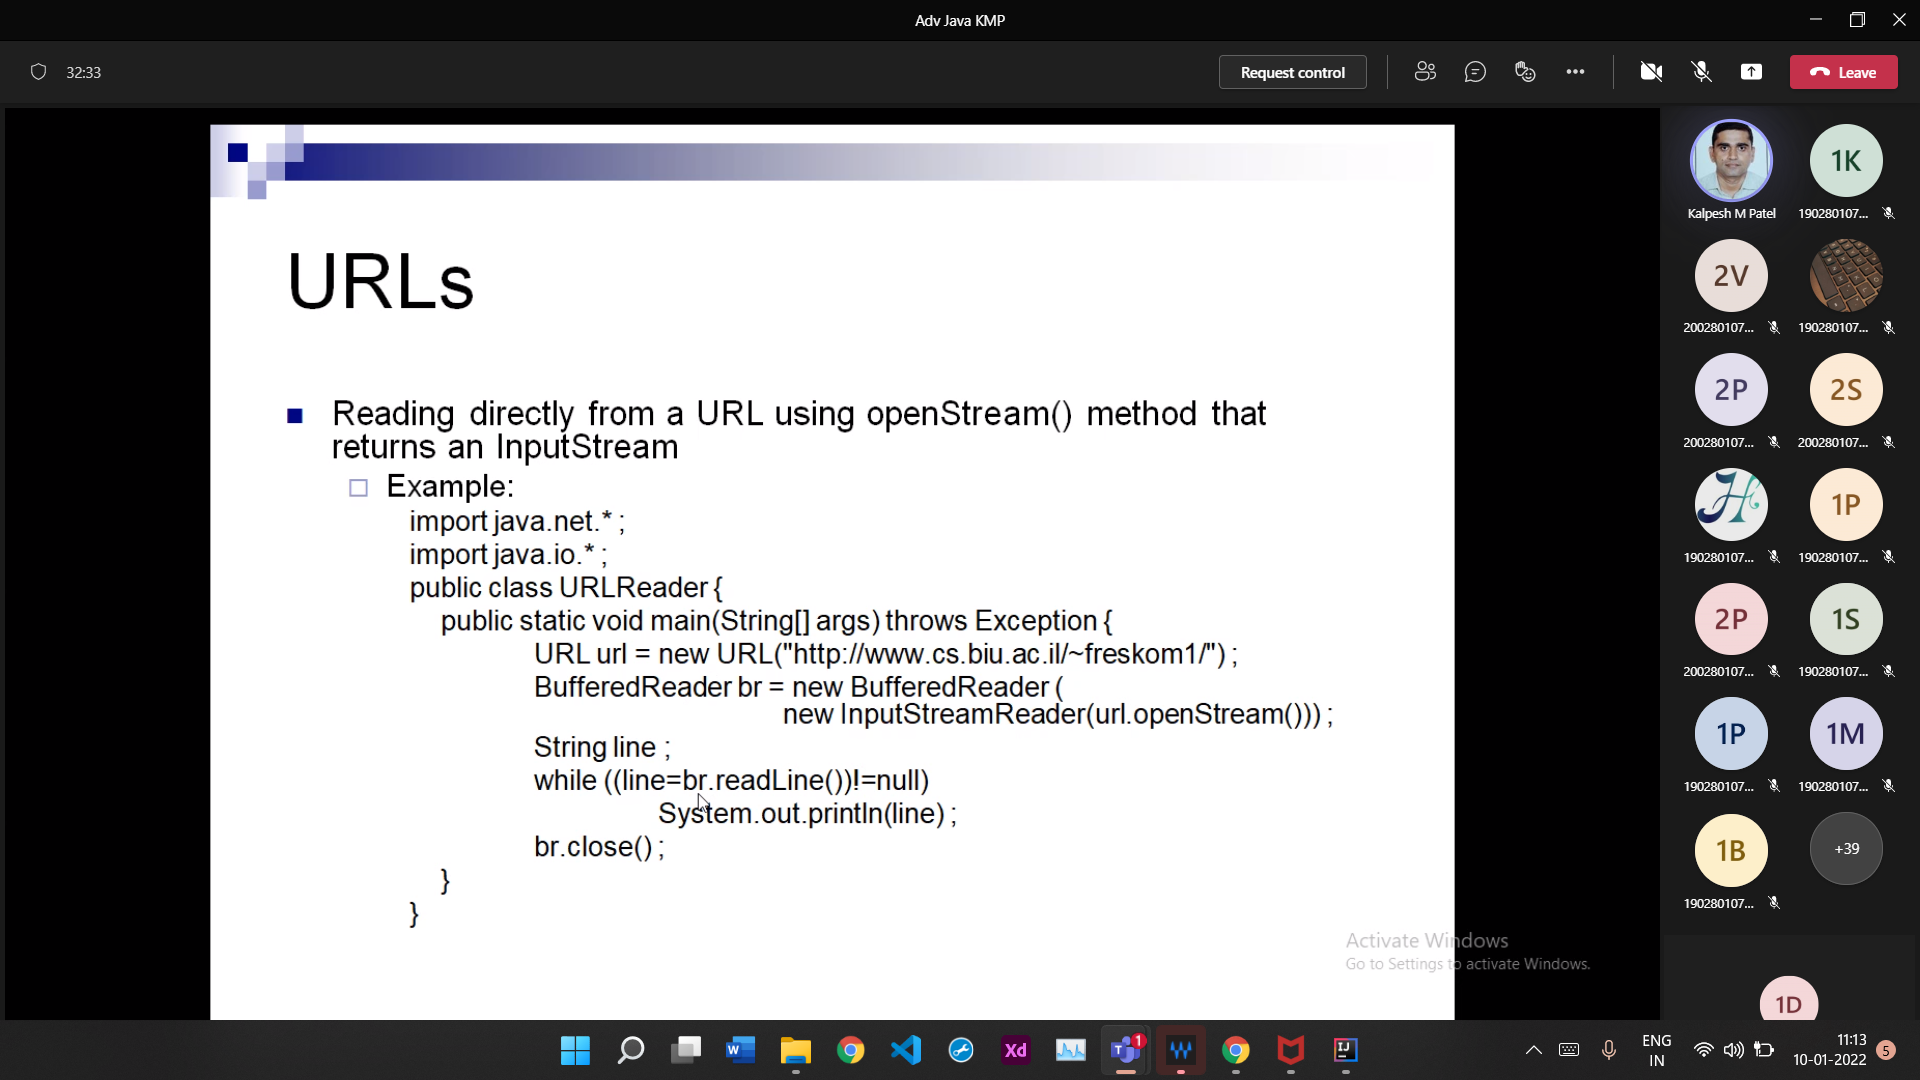 Adv Java KMP
32:33
Request control
Leave
URLs
Reading directly from a URL using openStream() method that
returns an InputStream
Example:
import java.net.* ;
import java.io.* ;
public class URLReader {
public static void main(String[] args) throws Exception {
URL url = new URL("http://www.cs.biu.ac.il/~freskom1/") ;
BufferedReader br = new BufferedReader (
new InputStreamReader(url.openStream())) ;
String line ;
while ((line=br.readLine())!=null)
System.out.println(line) ;
br.close() ;
}
}
1K
Kalpesh M Patel
190280107...
2V
200280107...
190280107...
2P
2S
200280107...
200280107...
H
1P
190280107...
190280107...
2P
1S
200280107...
190280107...
1P
1M
190280107...
190280107...
1B
+39
190280107...
1D
Activate Windows
Go to Settings to activate Windows.
W
Xd
T
1
IJ
ENG
IN
11:13
10-01-2022
5